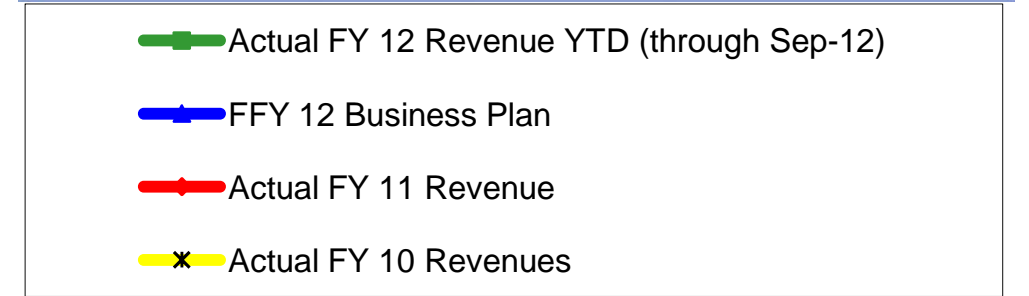 Actual FY 12 Revenue YTD (through Sep-12)
FFY 12 Business Plan
Actual FY 11 Revenue
Actual FY 10 Revenues